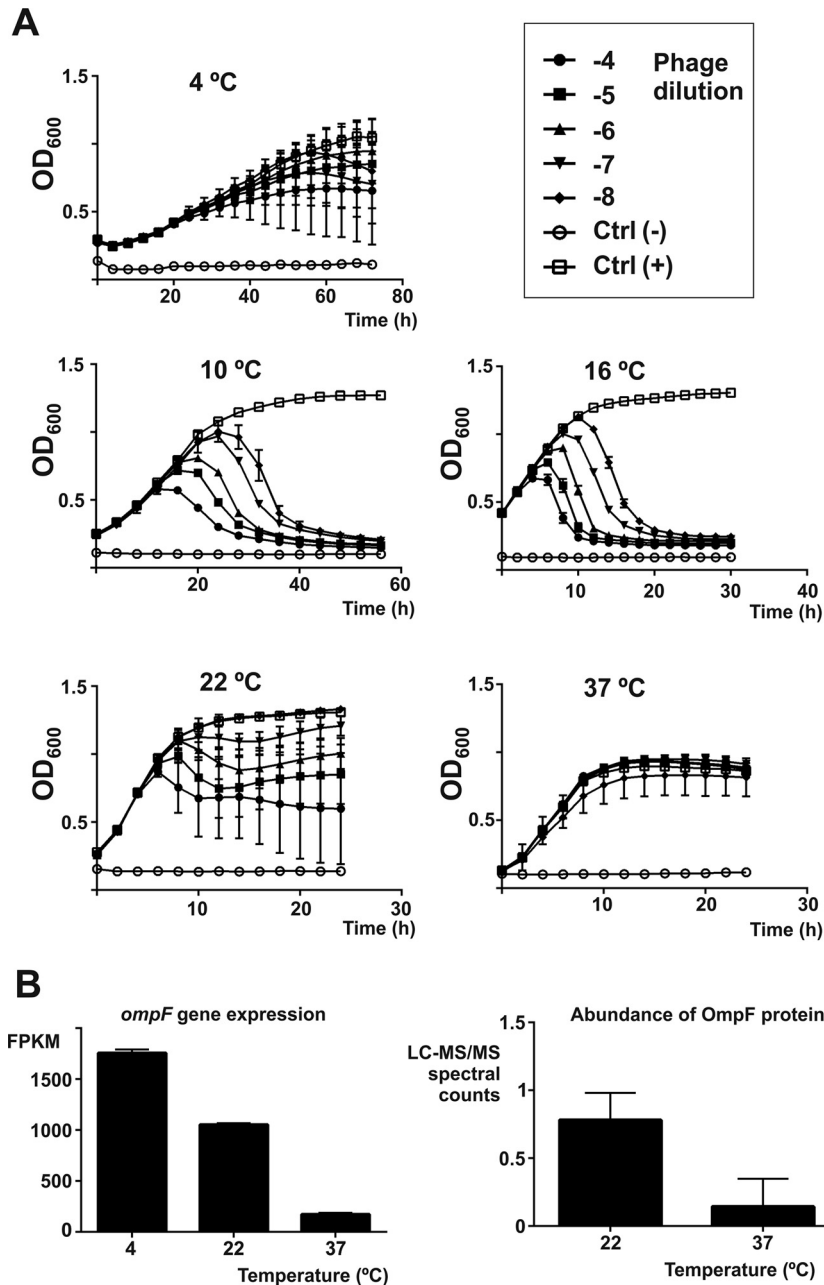 A
4 ºC
1.5
OD600
0.5
20
40
60
80
Time (h)
-4
Phage
-5
dilution
-6
-7
-8
Ctrl (-)
Ctrl (+)
10 ºC
1.5
OD600
0.5
20
40
60
Time (h)
16 ºC
1.5
OD600
0.5
10
20
30
40
Time (h)
22 ºC
1.5
OD600
0.5
10
20
30
Time (h)
37 ºC
1.5
OD600
0.5
10
20
30
Time (h)
B
ompF gene expression
FPKM
1500
1000
500
0
4
22
37
Temperature (ºC)
Abundance of OmpF protein
LC-MS/MS
spectral
counts
1.5
1
0.5
0
22
37
Temperature (ºC)